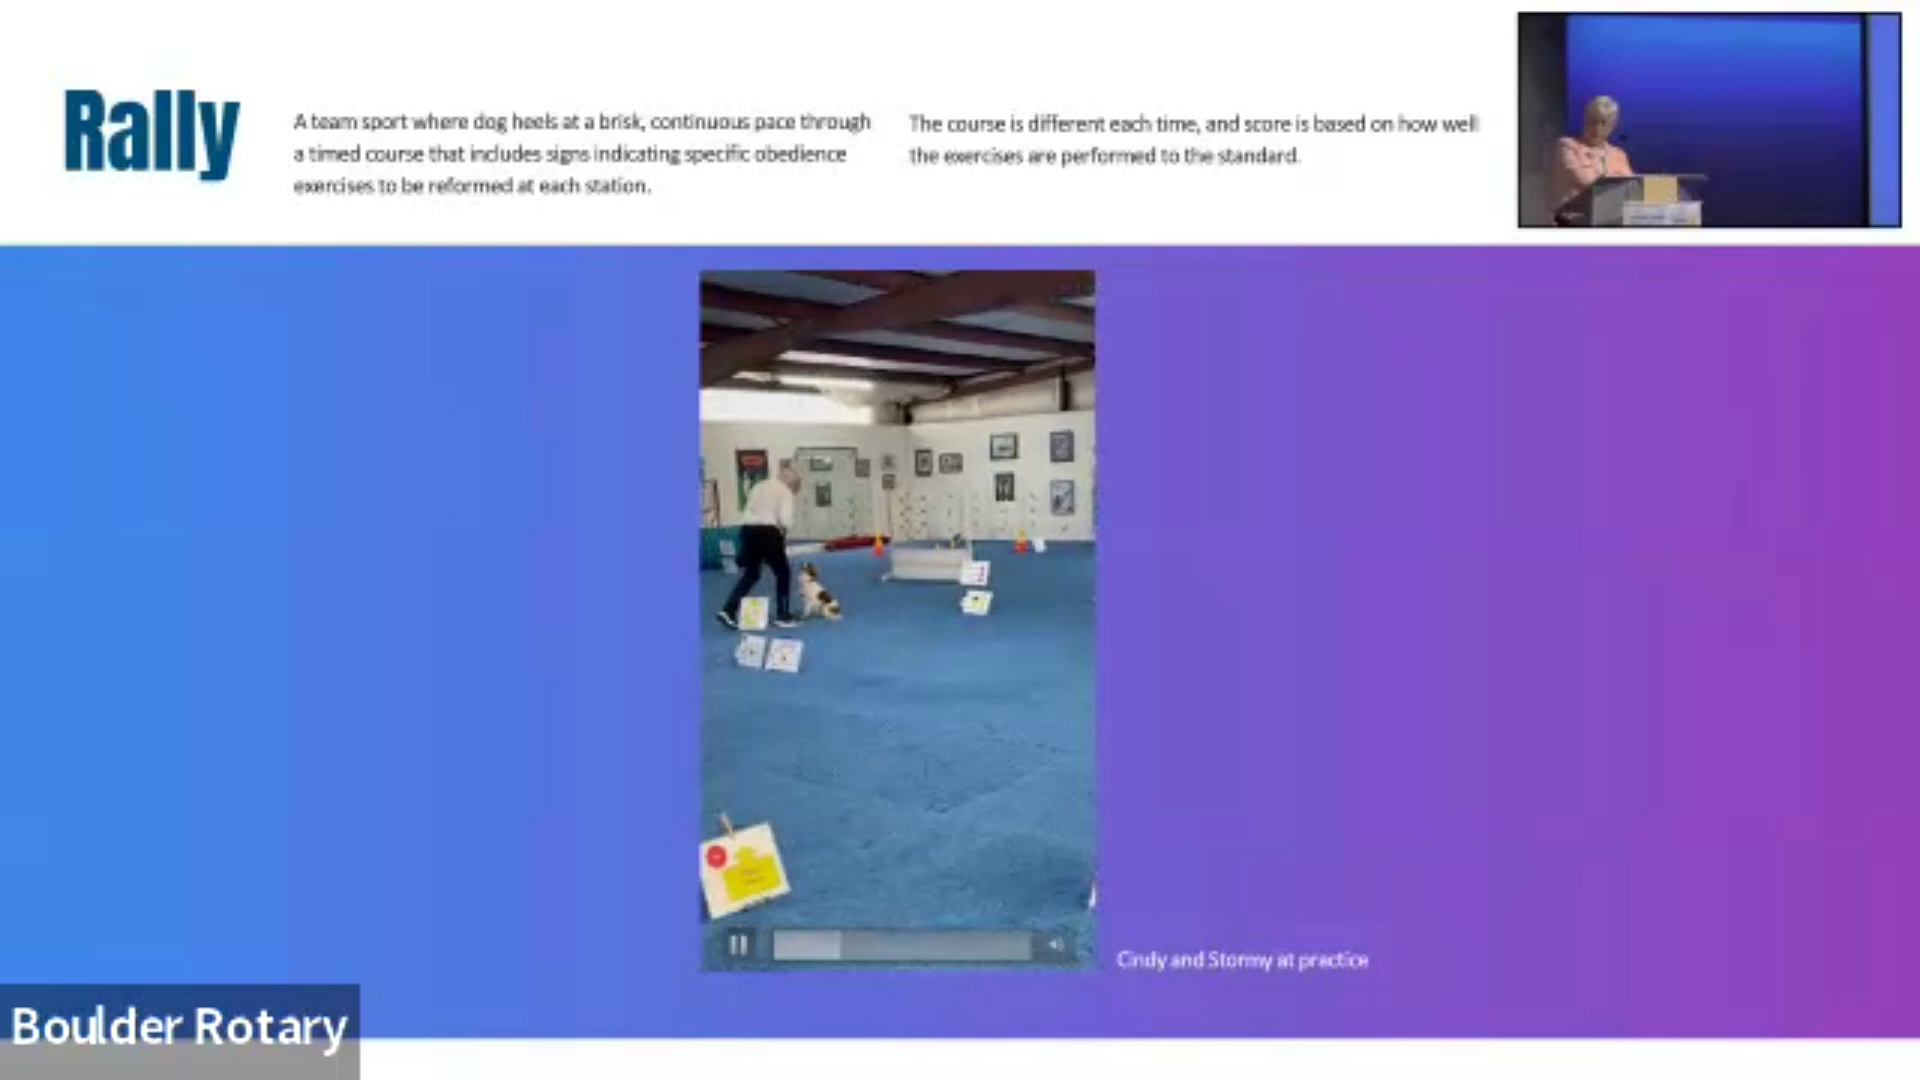 Rally
A team sport where dog heels at a brisk, continuous pace through
a timed course that includes signs indicating specific obedience
exercises to be reformed at each station.
The course is different each time, and score is based on how well
the exercises are performed to the standard.
Cindy and Stormy at practice
Boulder Rotary